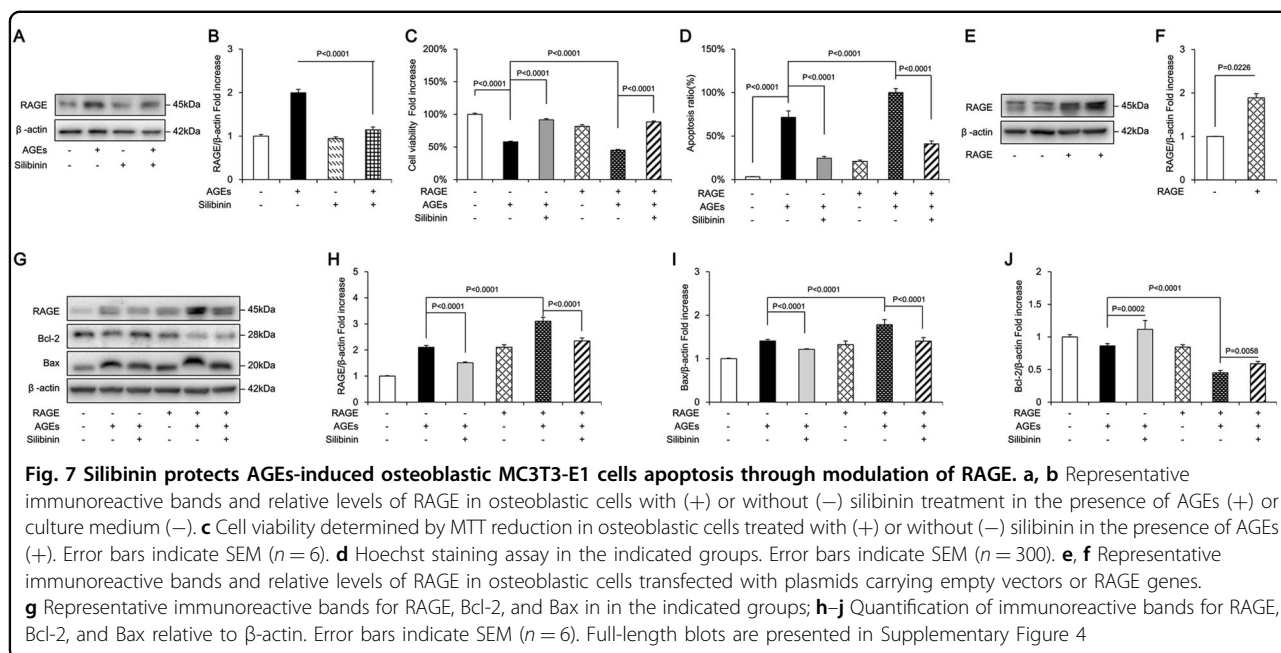 A
RAGE
45kDa
β -actin
42kDa
AGEs - + - +
Silibinin - - + +
B
RAGE/β-actin Fold increase
3
2
1
0
P<0.0001
AGEs - + - +
Silibinin - - + +
C
Cell viability Fold increase
200%
150%
100%
50%
0%
P<0.0001
P<0.0001
P<0.0001
P<0.0001
RAGE - - - + + +
AGEs - + + - + +
Silibinin - - + - - +
D
Apoptosis ratio(%)
150%
100%
50%
0%
P<0.0001
P<0.0001
P<0.0001
P<0.0001
RAGE - - - + + +
AGEs - + + - + +
Silibinin - - + - - +
E
RAGE
45kDa
β -actin
42kDa
RAGE - - + +
F
RAGE/β-actin Fold increase
3
2
1
0
P=0.0226
RAGE - +
G
RAGE
45kDa
Bcl-2
28kDa
Bax
20kDa
β -actin
42kDa
RAGE - - - + + +
AGEs - + + - + +
Silibinin - - + - - +
H
RAGE/β-actin Fold increase
5
4
3
2
1
0
P<0.0001
P<0.0001
P<0.0001
RAGE - - - + + +
AGEs - + + - + +
Silibinin - - + - - +
I
Bax/β-actin Fold increase
3
2
1
0
P<0.0001
P<0.0001
P<0.0001
RAGE - - - + + +
AGEs - + + - + +
Silibinin - - + - - +
J
Bcl-2/β-actin Fold increase
2
1.5
1
0.5
0
P<0.0001
P=0.0002
P=0.0058
RAGE - - - + + +
AGEs - + + - + +
Silibinin - - + - - +
Fig. 7 Silibinin protects AGEs-induced osteoblastic MC3T3-E1 cells apoptosis through modulation of RAGE. a, b Representative
immunoreactive bands and relative levels of RAGE in osteoblastic cells with (+) or without (−) silibinin treatment in the presence of AGEs (+) or
culture medium (−). c Cell viability determined by MTT reduction in osteoblastic cells treated with (+) or without (−) silibinin in the presence of AGEs
(+). Error bars indicate SEM (n = 6). d Hoechst staining assay in the indicated groups. Error bars indicate SEM (n = 300). e, f Representative
immunoreactive bands and relative levels of RAGE in osteoblastic cells transfected with plasmids carrying empty vectors or RAGE genes.
g Representative immunoreactive bands for RAGE, Bcl-2, and Bax in in the indicated groups; h–j Quantification of immunoreactive bands for RAGE,
Bcl-2, and Bax relative to β-actin. Error bars indicate SEM (n = 6). Full-length blots are presented in Supplementary Figure 4